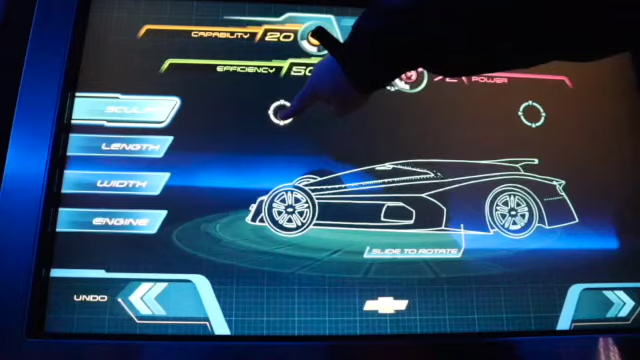 CAPABILITY 20
EFFICIENCY 50
POWER
SCULPT
LENGTH
WIDTH
ENGINE
SLIDE TO ROTATE
UNDO